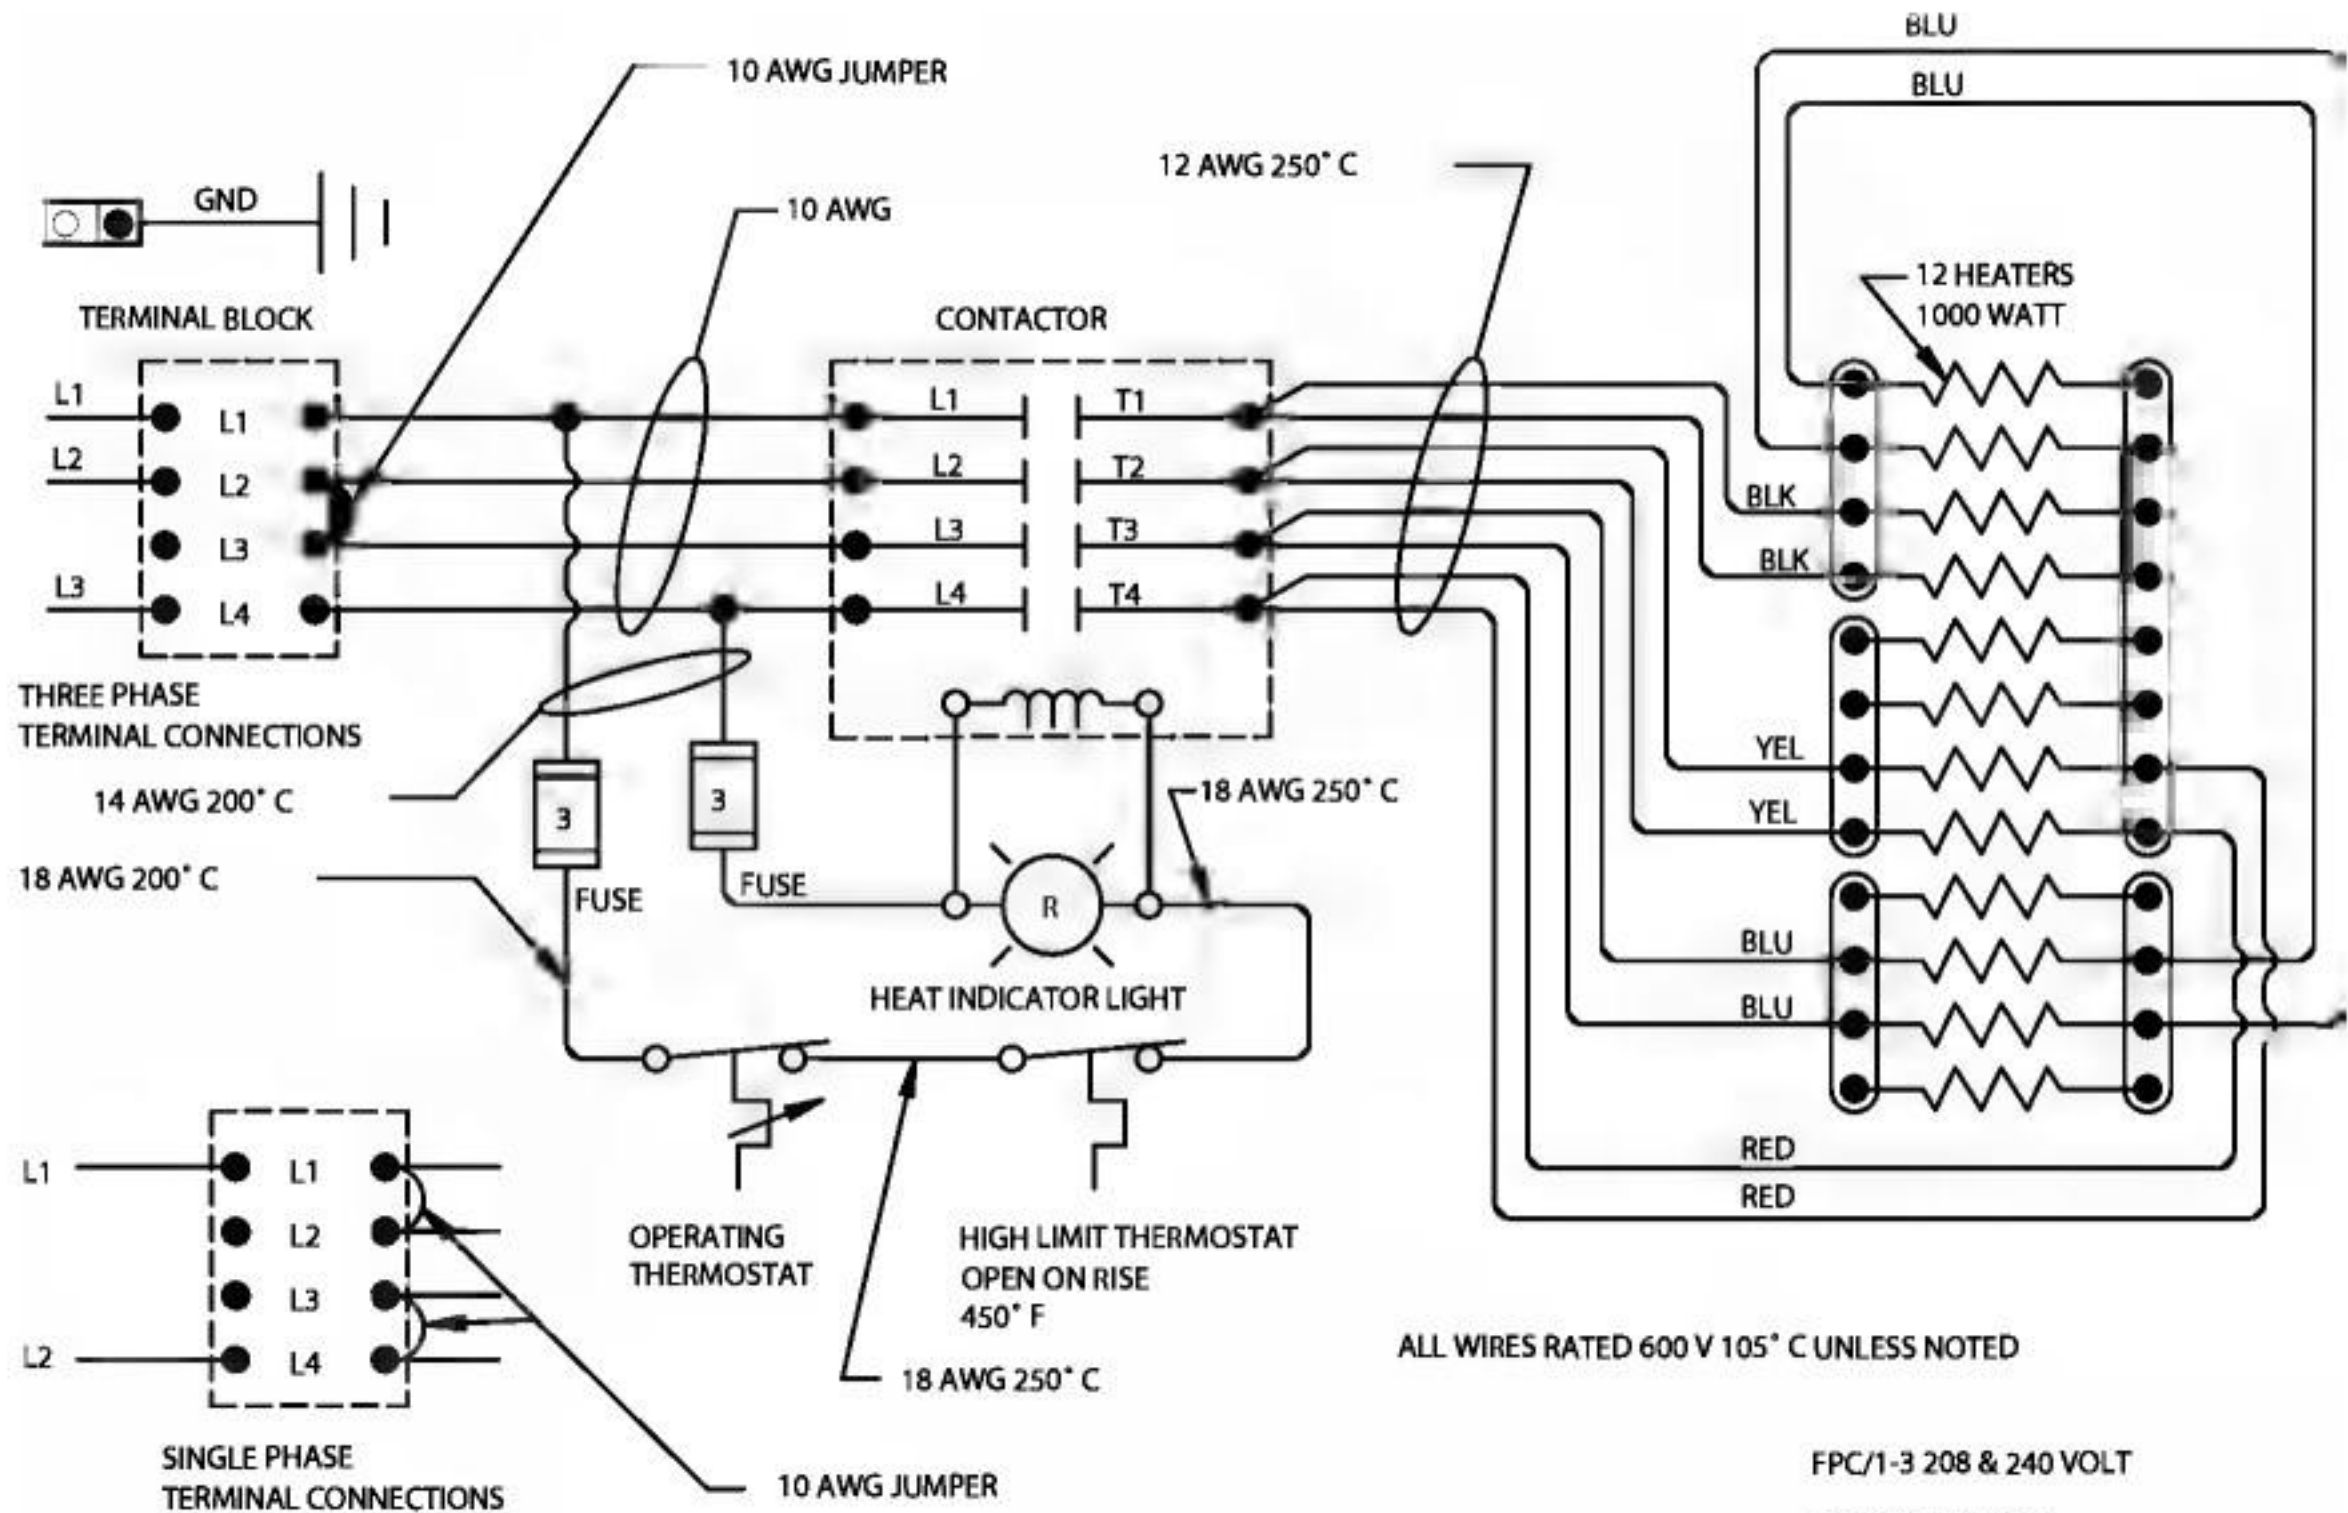 BLU
BLU
10 AWG JUMPER
12 AWG 250° C
10 AWG
GND
12 HEATERS
1000 WATT
TERMINAL BLOCK
CONTACTOR
L1
L1
L1
T1
L2
L2
L2
T2
BLK
L3
L3
T3
BLK
L3
L4
L4
T4
THREE PHASE
TERMINAL CONNECTIONS
YEL
14 AWG 200° C
3
3
18 AWG 250° C
YEL
18 AWG 200° C
FUSE
FUSE
R
BLU
HEAT INDICATOR LIGHT
BLU
RED
RED
L1
L1
L2
L3
L2
L4
OPERATING
THERMOSTAT
HIGH LIMIT THERMOSTAT
OPEN ON RISE
450° F
18 AWG 250° C
ALL WIRES RATED 600 V 105° C UNLESS NOTED
SINGLE PHASE
TERMINAL CONNECTIONS
10 AWG JUMPER
FPC/1-3 208 & 240 VOLT